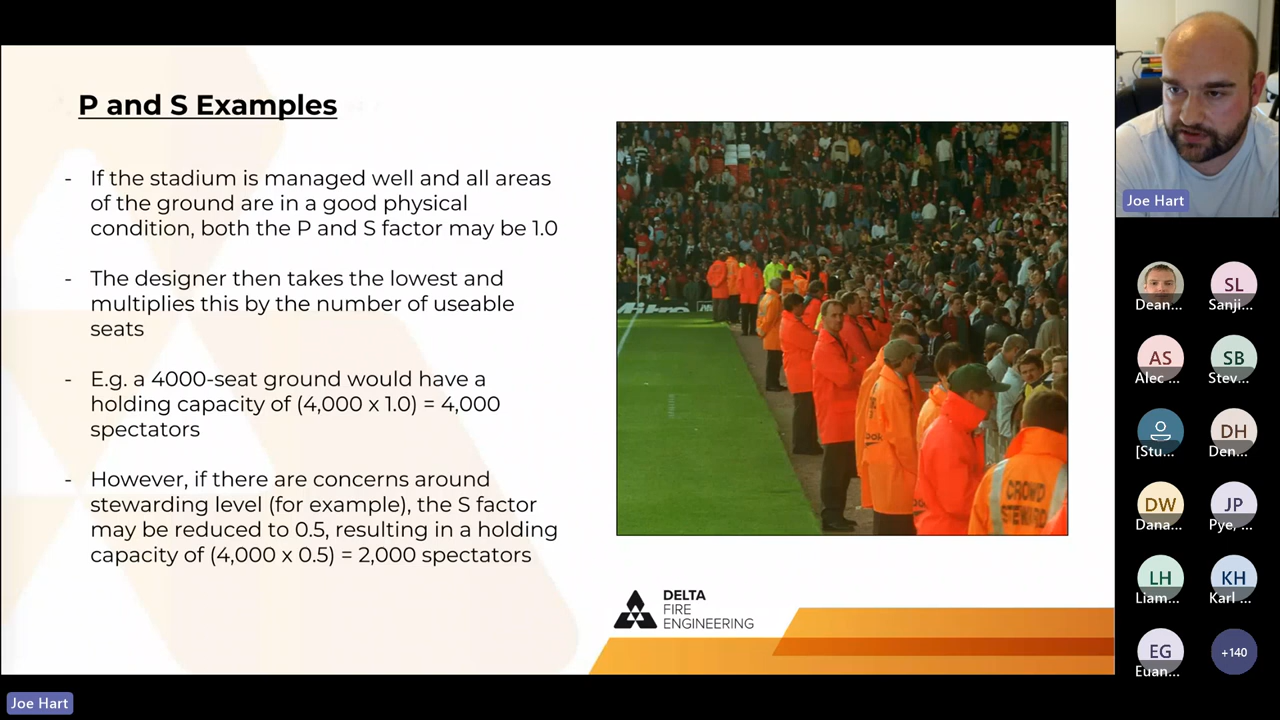 P and S Examples
- If the stadium is managed well and all areas
of the ground are in a good physical
condition, both the P and S factor may be 1.0
- The designer then takes the lowest and
multiplies this by the number of useable
seats
- E.g. a 4000-seat ground would have a
holding capacity of (4,000 x 1.0) = 4,000
spectators
- However, if there are concerns around
stewarding level (for example), the S factor
may be reduced to 0.5, resulting in a holding
capacity of (4,000 x 0.5) = 2,000 spectators
CROWD
DELTA
FIRE
ENGINEERING
Joe Hart
Joe Hart
Dean...
SL
Sanji...
AS
Alec ...
SB
Stev...
[Stu...
DH
Den...
DW
Dana...
JP
Pye, ...
LH
Liam...
KH
Karl ...
EG
Euan...
+140